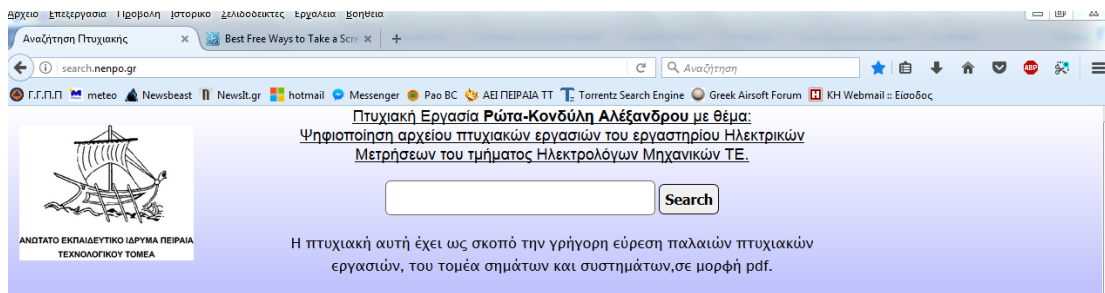 Αρχείο Επεξεργασία Προβολή Ιστορικό Σελιδοδείκτες Εργαλεία Βοήθεια
Αναζήτηση Πτυχιακής
Best Free Ways to Take a Scre
search.nenpo.gr
Αναζήτηση
ABP
Γ.Γ.Π.Π meteo Newsbeast NewsIt.gr hotmail Messenger Pao BC ΑΕΙ ΠΕΙΡΑΙΑ ΤΤ Torrentz Search Engine Greek Airsoft Forum KH Webmail :: Είσοδος
Πτυχιακή Εργασία Ρώτα-Κονδύλη Αλέξανδρου με θέμα:
Ψηφιοποίηση αρχείου πτυχιακών εργασιών του εργαστηρίου Ηλεκτρικών
Μετρήσεων του τμήματος Ηλεκτρολόγων Μηχανικών ΤΕ.
Search
ΑΝΩΤΑΤΟ ΕΚΠΑΙΔΕΥΤΙΚΟ ΙΔΡΥΜΑ ΠΕΙΡΑΙΑ
ΤΕΧΝΟΛΟΓΙΚΟΥ ΤΟΜΕΑ
Η πτυχιακή αυτή έχει ως σκοπό την γρήγορη εύρεση παλαιών πτυχιακών
εργασιών, του τομέα σημάτων και συστημάτων,σε μορφή pdf.